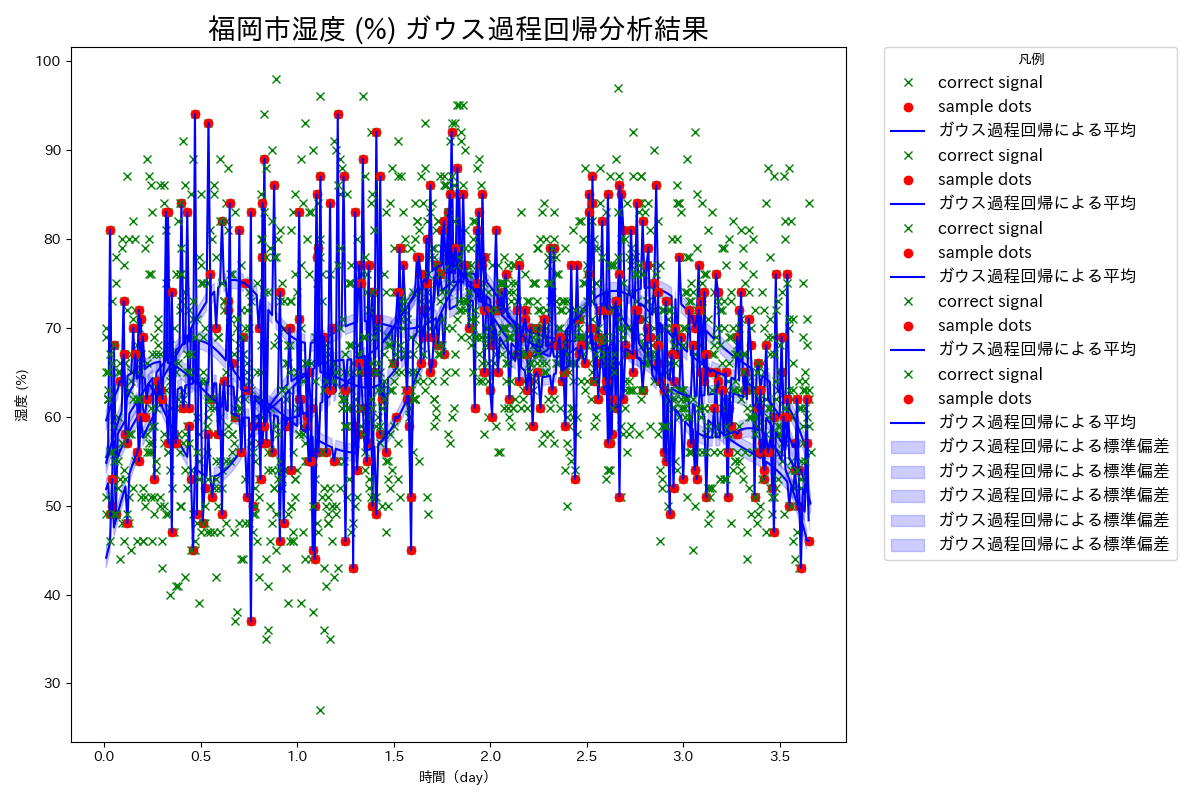 福岡市湿度 (%) ガウス過程回帰分析結果
湿度 (%)
100
90
80
70
60
50
40
30
0.0
0.5
1.0
1.5
2.0
2.5
3.0
3.5
時間（day）
凡例
correct signal
sample dots
ガウス過程回帰による平均
correct signal
sample dots
ガウス過程回帰による平均
correct signal
sample dots
ガウス過程回帰による平均
correct signal
sample dots
ガウス過程回帰による平均
correct signal
sample dots
ガウス過程回帰による平均
ガウス過程回帰による標準偏差
ガウス過程回帰による標準偏差
ガウス過程回帰による標準偏差
ガウス過程回帰による標準偏差
ガウス過程回帰による標準偏差